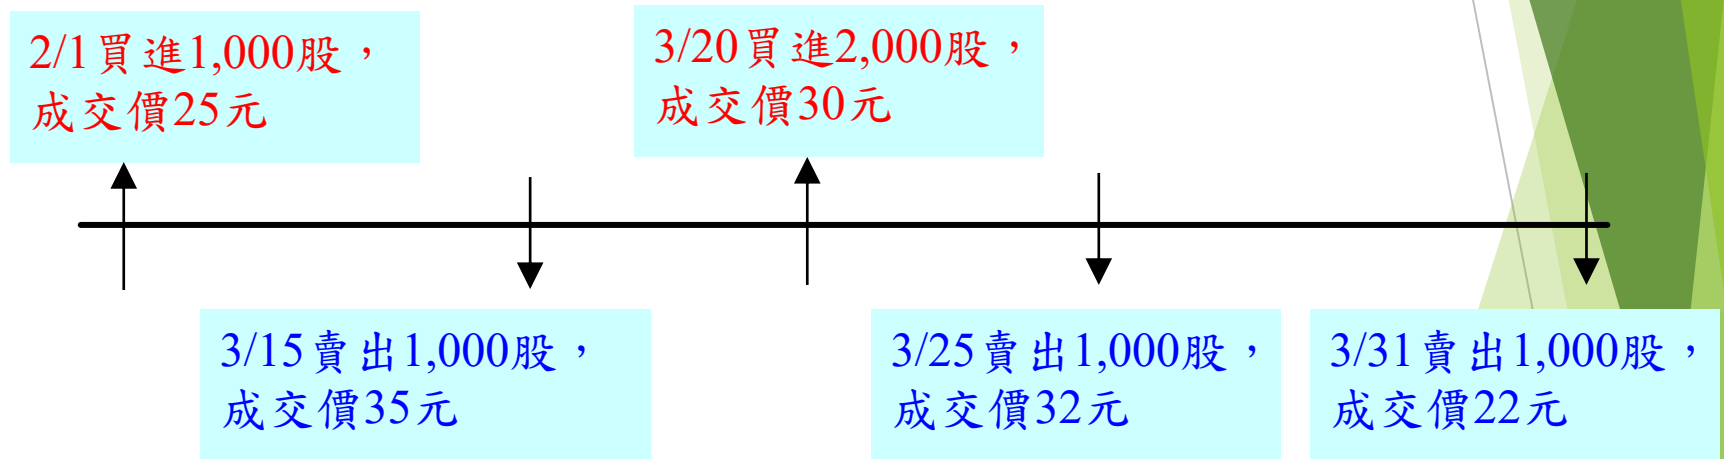 2/1買進1,000股，
成交價25元
3/20買進2,000股，
成交價30元
3/15賣出1,000股，
成交價35元
3/25賣出1,000股，
成交價32元
3/31賣出1,000股，
成交價22元